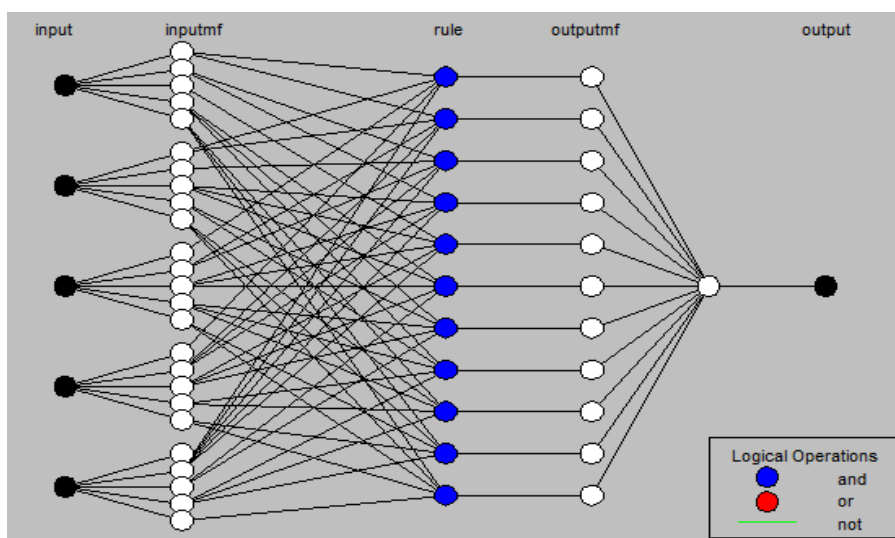 input inputmf rule outputmf output
Logical Operations
and
or
not